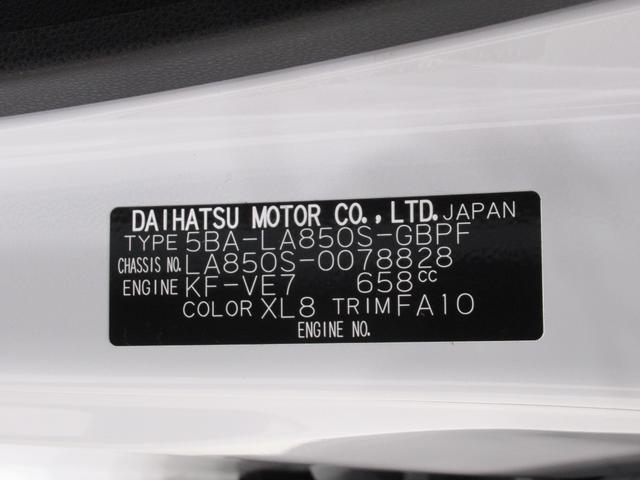 DAIHATSU MOTOR CO., LTD. JAPAN
TYPE 5BA-LA850S-GBPF
CHASSIS NO. LA850S-0078828
ENGINE KF-VE7 658cc
COLOR XL8 TRIM FA10
ENGINE NO.